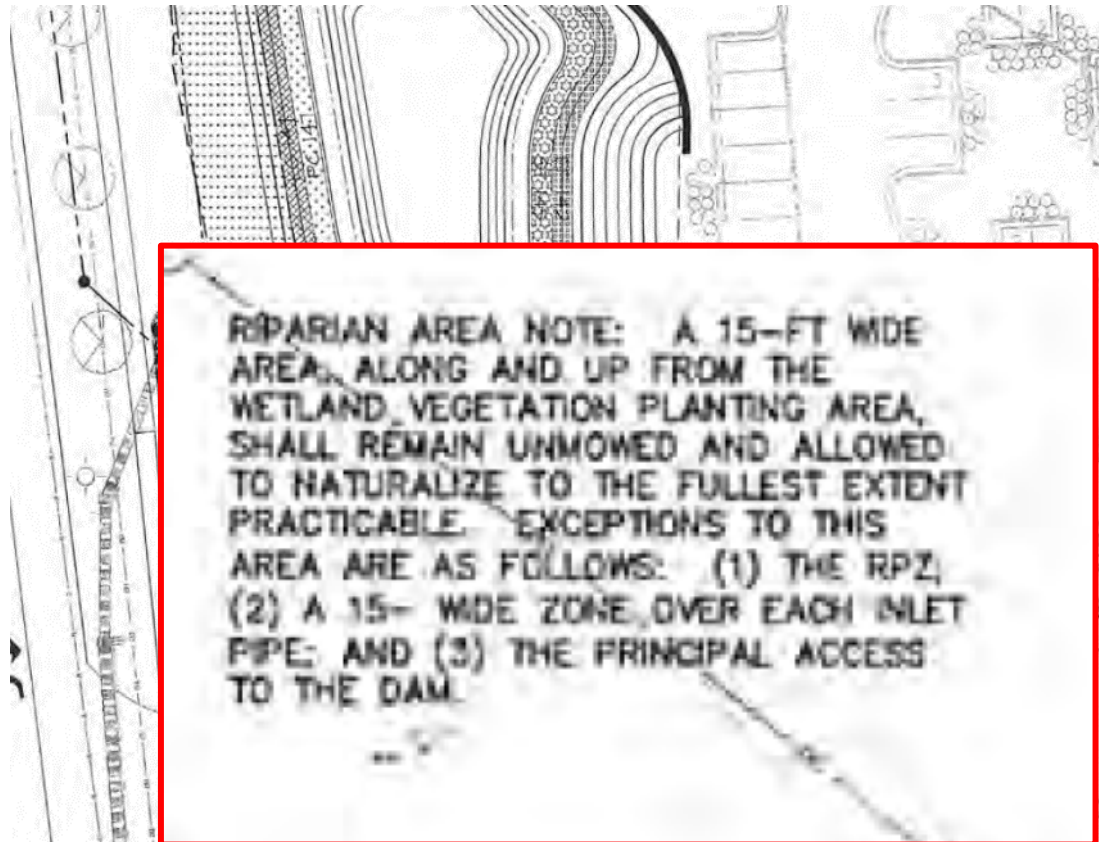 PC.147
RIPARIAN AREA NOTE: A 15-FT WIDE
AREA, ALONG AND UP FROM THE
WETLAND VEGETATION PLANTING AREA,
SHALL REMAIN UNMOWED AND ALLOWED
TO NATURALIZE TO THE FULLEST EXTENT
PRACTICABLE. EXCEPTIONS TO THIS
AREA ARE AS FOLLOWS: (1) THE RPZ;
(2) A 15- WIDE ZONE OVER EACH INLET
PIPE; AND (3) THE PRINCIPAL ACCESS
TO THE DAM.